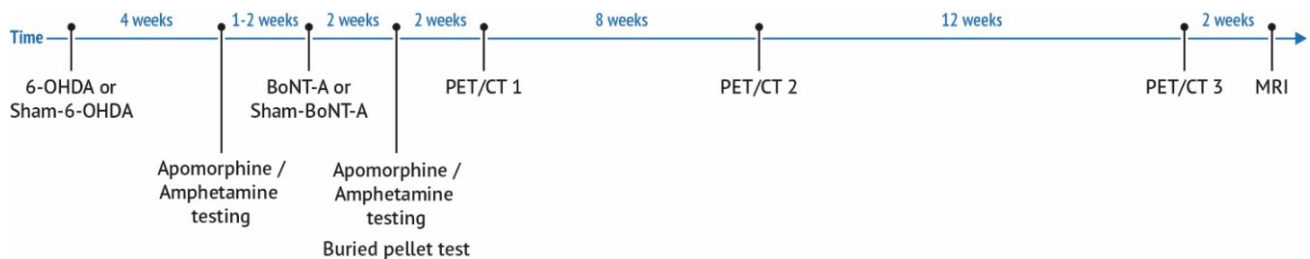 4 weeks 1-2 weeks 2 weeks 2 weeks 8 weeks 12 weeks 2 weeks
Time
6-OHDA or
Sham-6-OHDA
BoNT-A or
Sham-BoNT-A
PET/CT 1
PET/CT 2
PET/CT 3
MRI
Apomorphine /
Amphetamine
testing
Apomorphine /
Amphetamine
testing
Buried pellet test